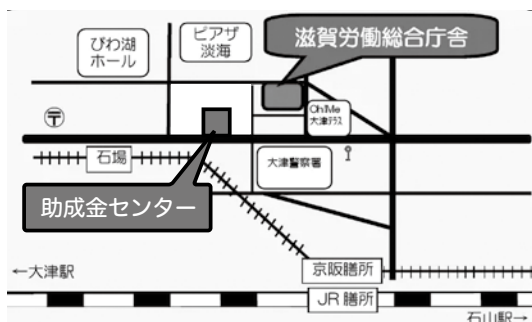 びわ湖
ホール
ピアザ
淡海
滋賀労働総合庁舎
Oh!Me
大津テラス
〒
石場
大津警察署
助成金センター
←大津駅
京阪膳所
JR膳所
石山駅→